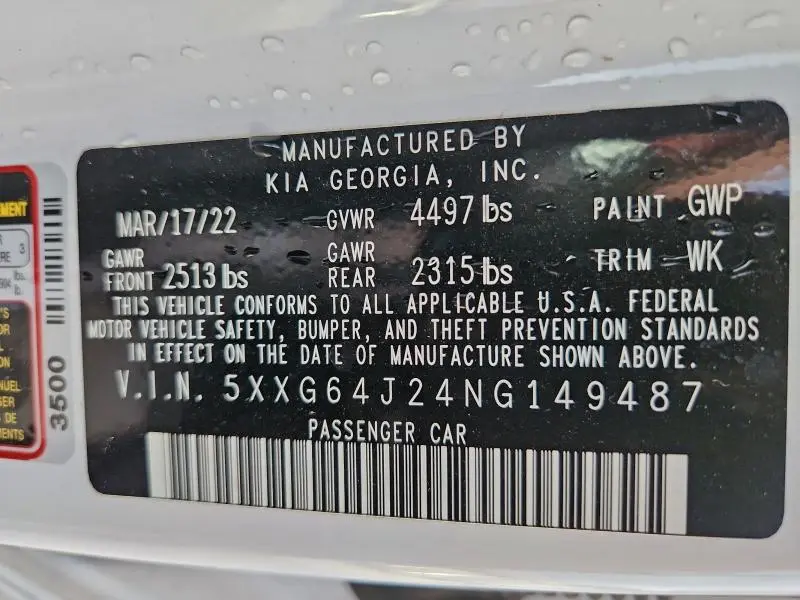 MANUFACTURED BY
KIA GEORGIA, INC.
MAR/17/22 GVWR 4497 lbs PAINT GWP
GAWR FRONT 2513 lbs GAWR REAR 2315 lbs TRIM WK
THIS VEHICLE CONFORMS TO ALL APPLICABLE U.S.A. FEDERAL
MOTOR VEHICLE SAFETY, BUMPER, AND THEFT PREVENTION STANDARDS
IN EFFECT ON THE DATE OF MANUFACTURE SHOWN ABOVE.
V.I.N. 5XXG64J24NG149487
PASSENGER CAR
3500